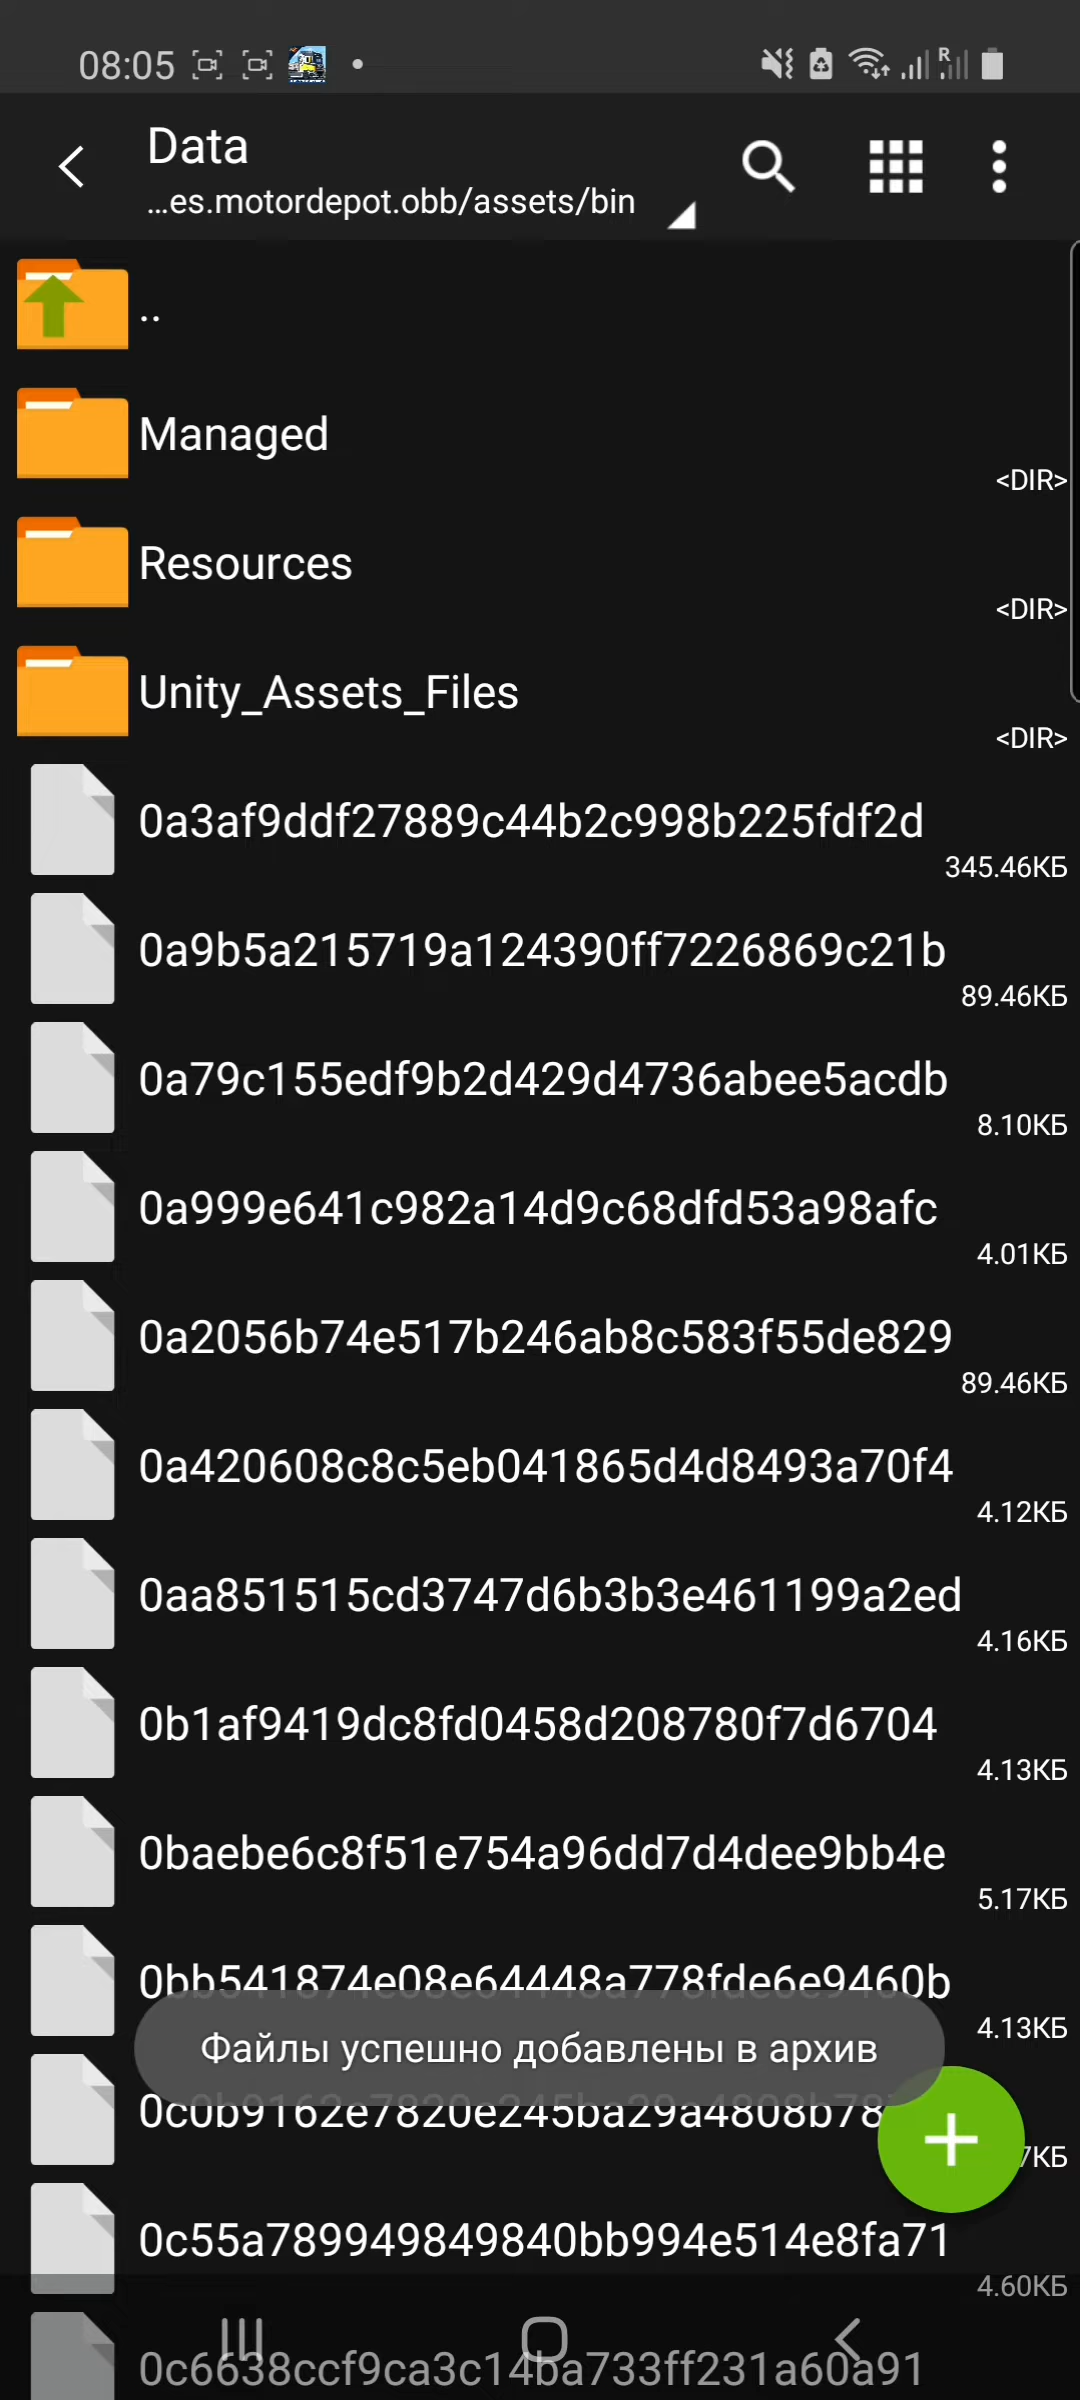 08:05
R
Data
...es.motordepot.obb/assets/bin
..
Managed
<DIR>
Resources
<DIR>
Unity_Assets_Files
<DIR>
0a3af9ddf27889c44b2c998b225fdf2d
345.46КБ
0a9b5a215719a124390ff7226869c21b
89.46КБ
0a79c155edf9b2d429d4736abee5acdb
8.10КБ
0a999e641c982a14d9c68dfd53a98afc
4.01КБ
0a2056b74e517b246ab8c583f55de829
89.46КБ
0a420608c8c5eb041865d4d8493a70f4
4.12КБ
0aa851515cd3747d6b3b3e461199a2ed
4.16КБ
0b1af9419dc8fd0458d208780f7d6704
4.13КБ
0baebe6c8f51e754a96dd7d4dee9bb4e
5.17КБ
0bb541874e08e64448a778fde6e9460b
4.13КБ
Файлы успешно добавлены в архив
7КБ
0c55a789949849840bb994e514e8fa71
4.60КБ
0c6638ccf9ca3c14ba733ff231a60a91